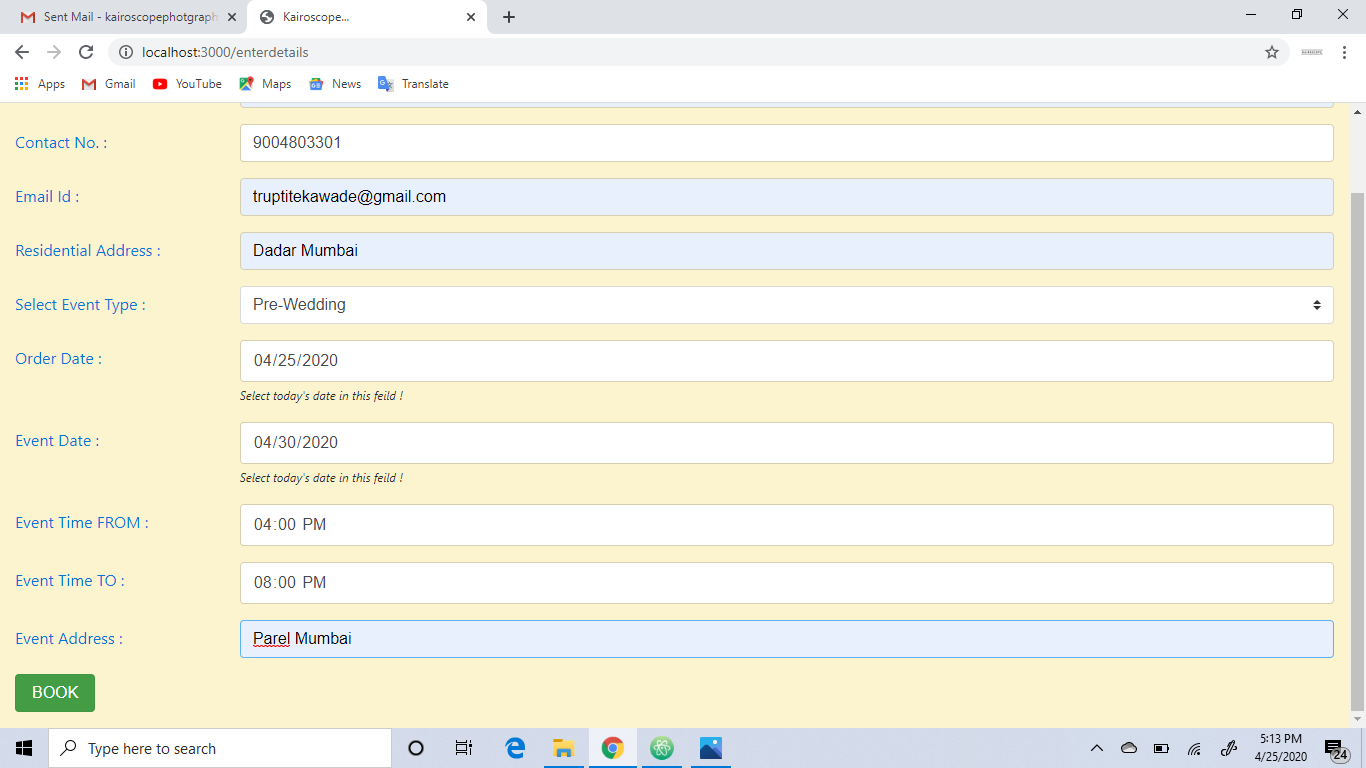 Sent Mail - kairoscopephotgraph
Kairoscope...
localhost:3000/enterdetails
Apps Gmail YouTube Maps News Translate
Contact No. : 9004803301
Email Id : truptitekawade@gmail.com
Residential Address : Dadar Mumbai
Select Event Type : Pre-Wedding
Order Date : 04/25/2020
Select today's date in this feild !
Event Date : 04/30/2020
Select today's date in this feild !
Event Time FROM : 04:00 PM
Event Time TO : 08:00 PM
Event Address : Parel Mumbai
BOOK
Type here to search
5:13 PM
4/25/2020
24